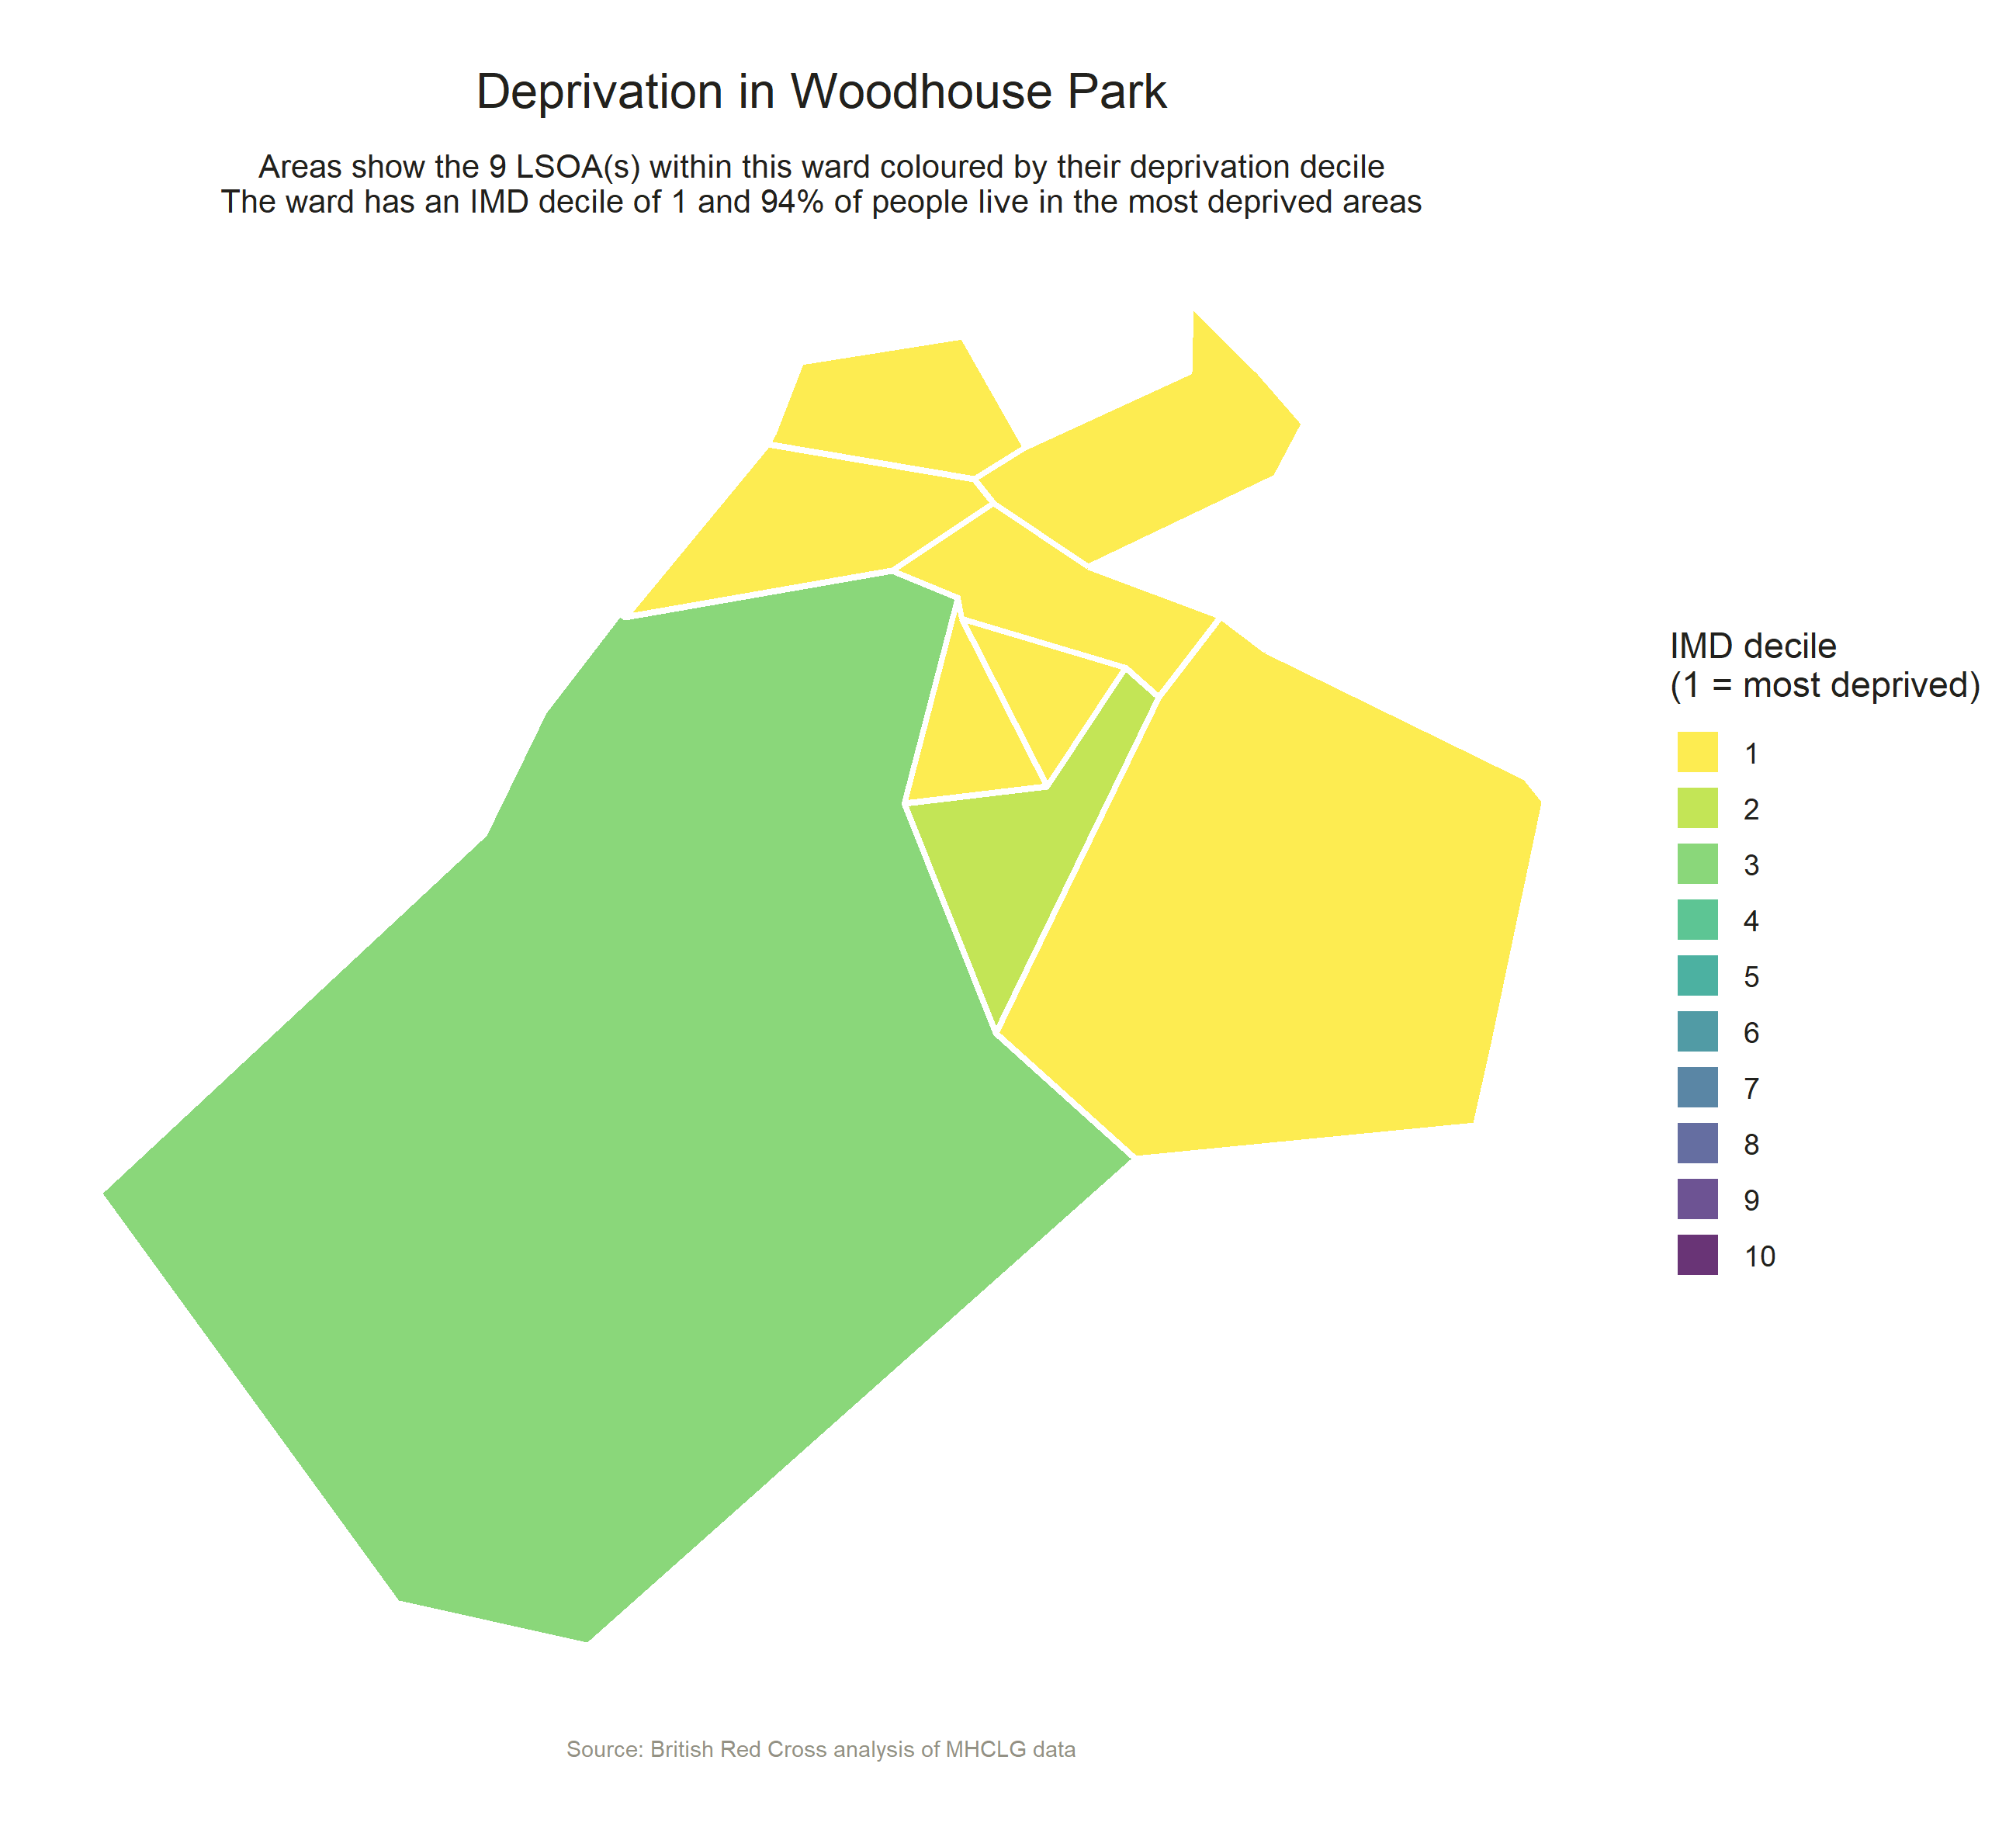 Deprivation in Woodhouse Park
Areas show the 9 LSOA(s) within this ward coloured by their deprivation decile
The ward has an IMD decile of 1 and 94% of people live in the most deprived areas
IMD decile
(1 = most deprived)
1
2
3
4
5
6
7
8
9
10
Source: British Red Cross analysis of MHCLG data